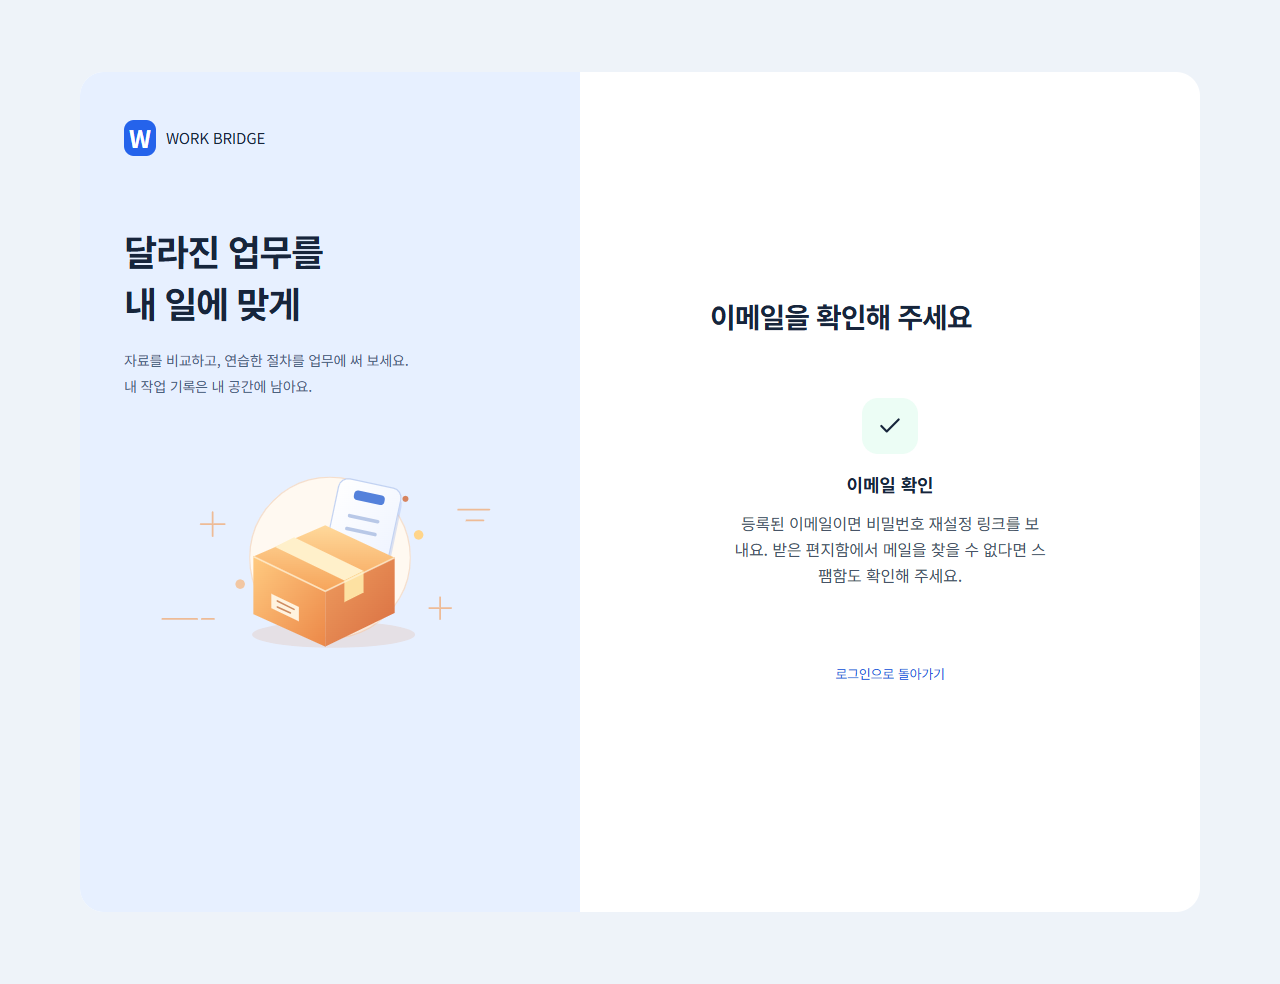 W WORK BRIDGE
달라진 업무를
내 일에 맞게
자료를 비교하고, 연습한 절차를 업무에 써 보세요.
내 작업 기록은 내 공간에 남아요.
이메일을 확인해 주세요
이메일 확인
등록된 이메일이면 비밀번호 재설정 링크를 보
내요. 받은 편지함에서 메일을 찾을 수 없다면 스
팸함도 확인해 주세요.
로그인으로 돌아가기